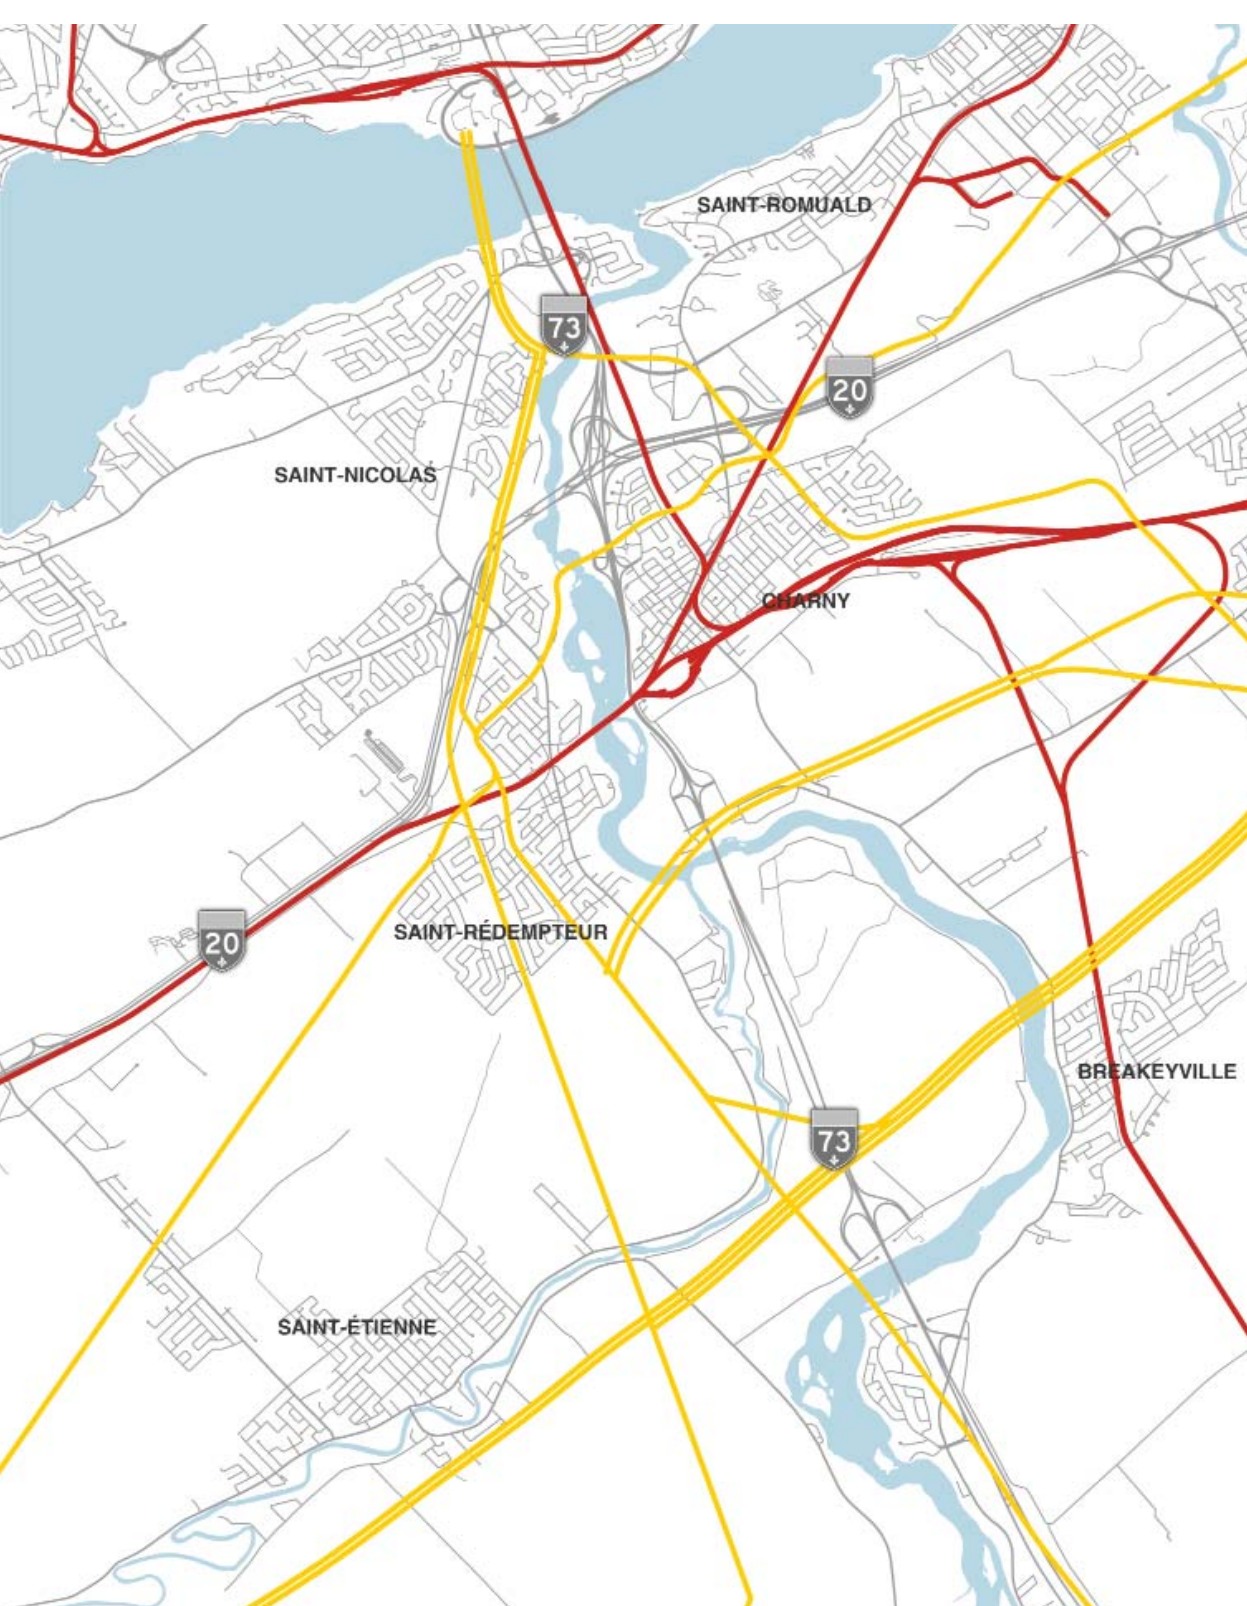 SAINT-ROMUALD
73
20
SAINT-NICOLAS
CHARNY
SAINT-RÉDEMPTEUR
20
BREAKEYVILLE
73
SAINT-ÉTIENNE